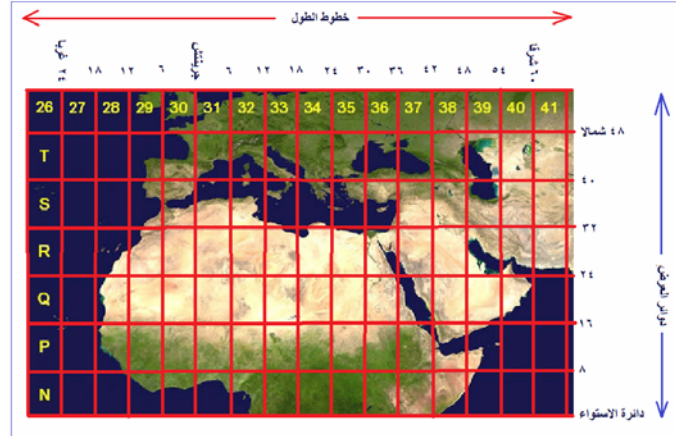 خطوط الطول
٢٤ غربا ١٨ ١٢ ٦ جرينتش ٦ ١٢ ١٨ ٢٤ ٣٠ ٣٦ ٤٢ ٤٨ ٥٤ ٦٠ شرقا
26 27 28 29 30 31 32 33 34 35 36 37 38 39 40 41
٤٨ شمالا
T
٤٠
S
٣٢
R
٢٤
Q
١٦
P
٨
N
دائرة الاستواء
دوائر العرض